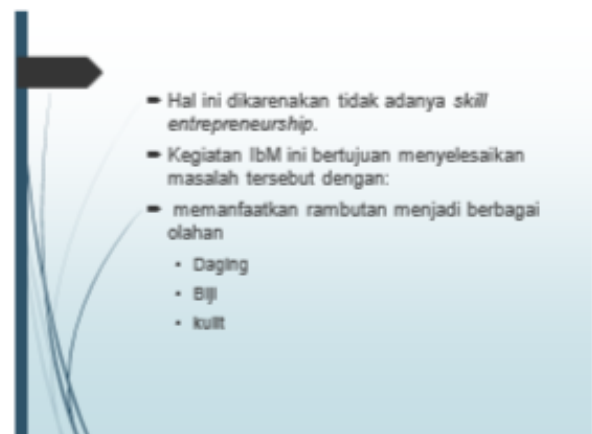 Hal ini dikarenakan tidak adanya skill
entrepreneurship.
Kegiatan IbM ini bertujuan menyelesaikan
masalah tersebut dengan:
memanfaatkan rambutan menjadi berbagai
olahan
Daging
Biji
kulit